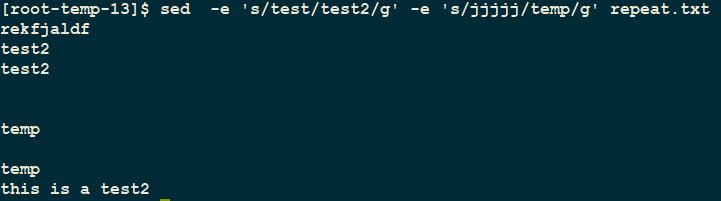 [root-temp-13]$ sed  -e 's/test/test2/g' -e 's/jjjjj/temp/g' repeat.txt
rekfjaldf
test2
test2
temp
temp
this is a test2